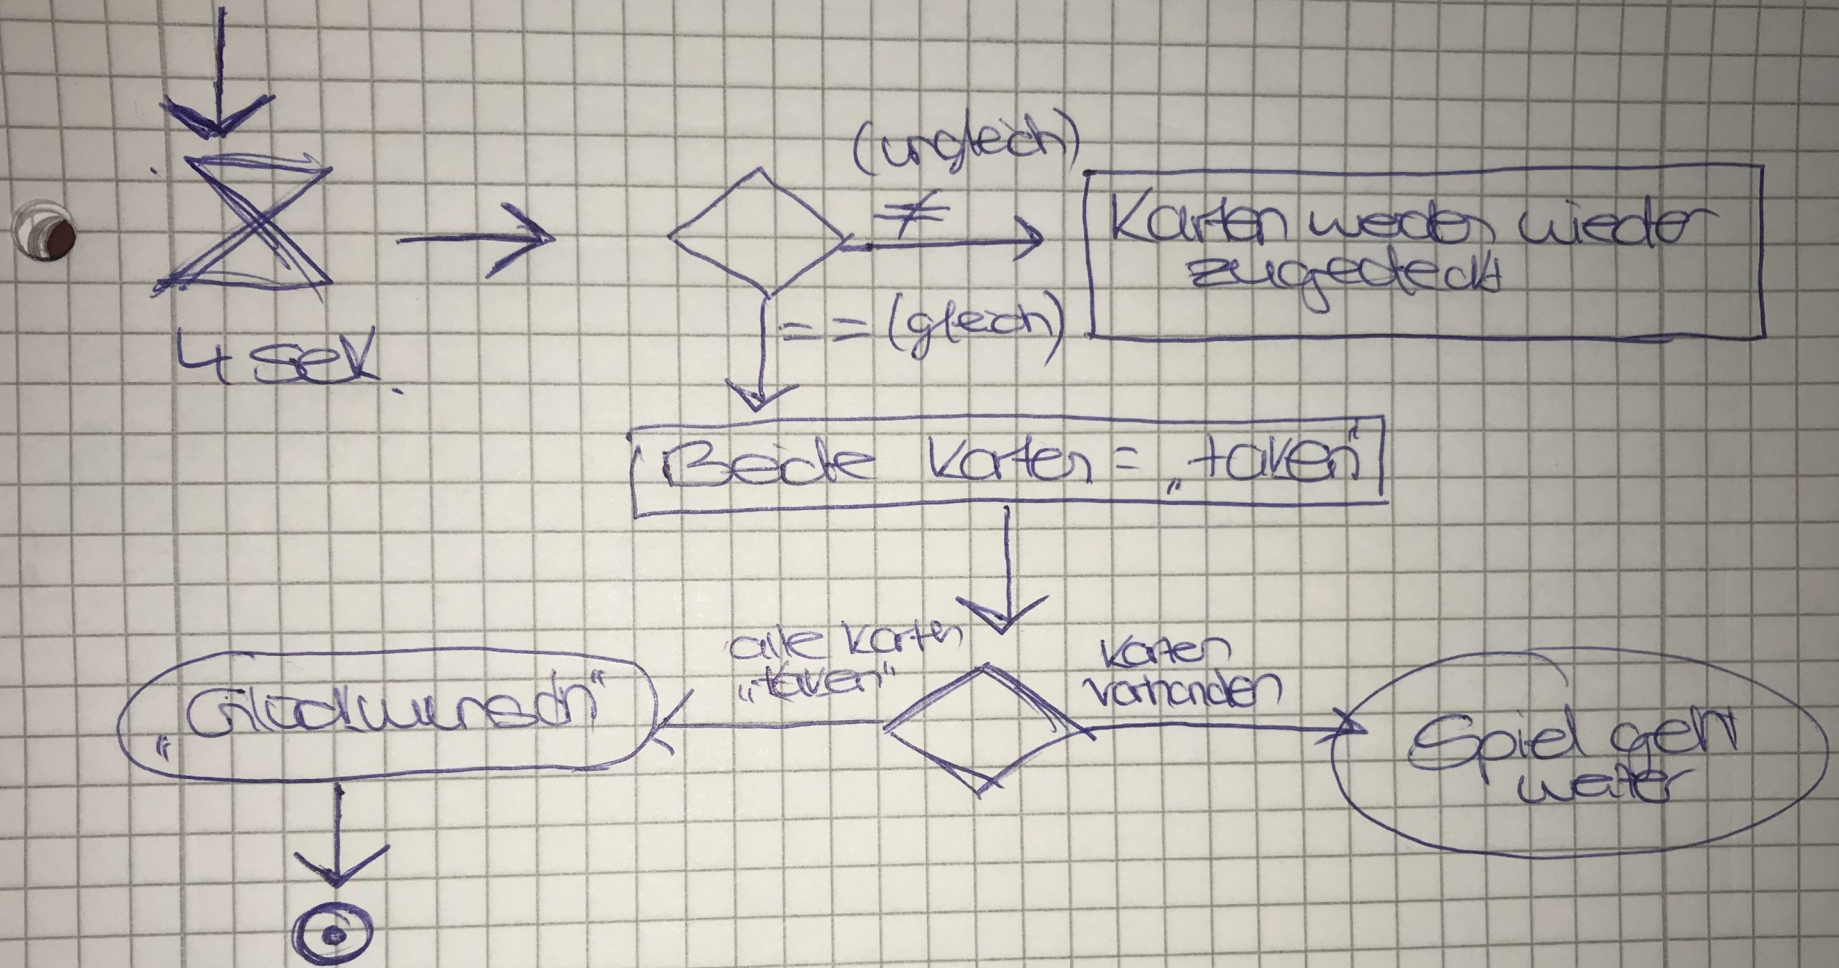 (ungleich)
≠
Karten werden wieder
zugedeckt
4 sek.
== (gleich)
Beide Karten = „taken"
alle Karten
„taken"
Karten
vorhanden
„Glückwunsch"
Spiel geht
weiter